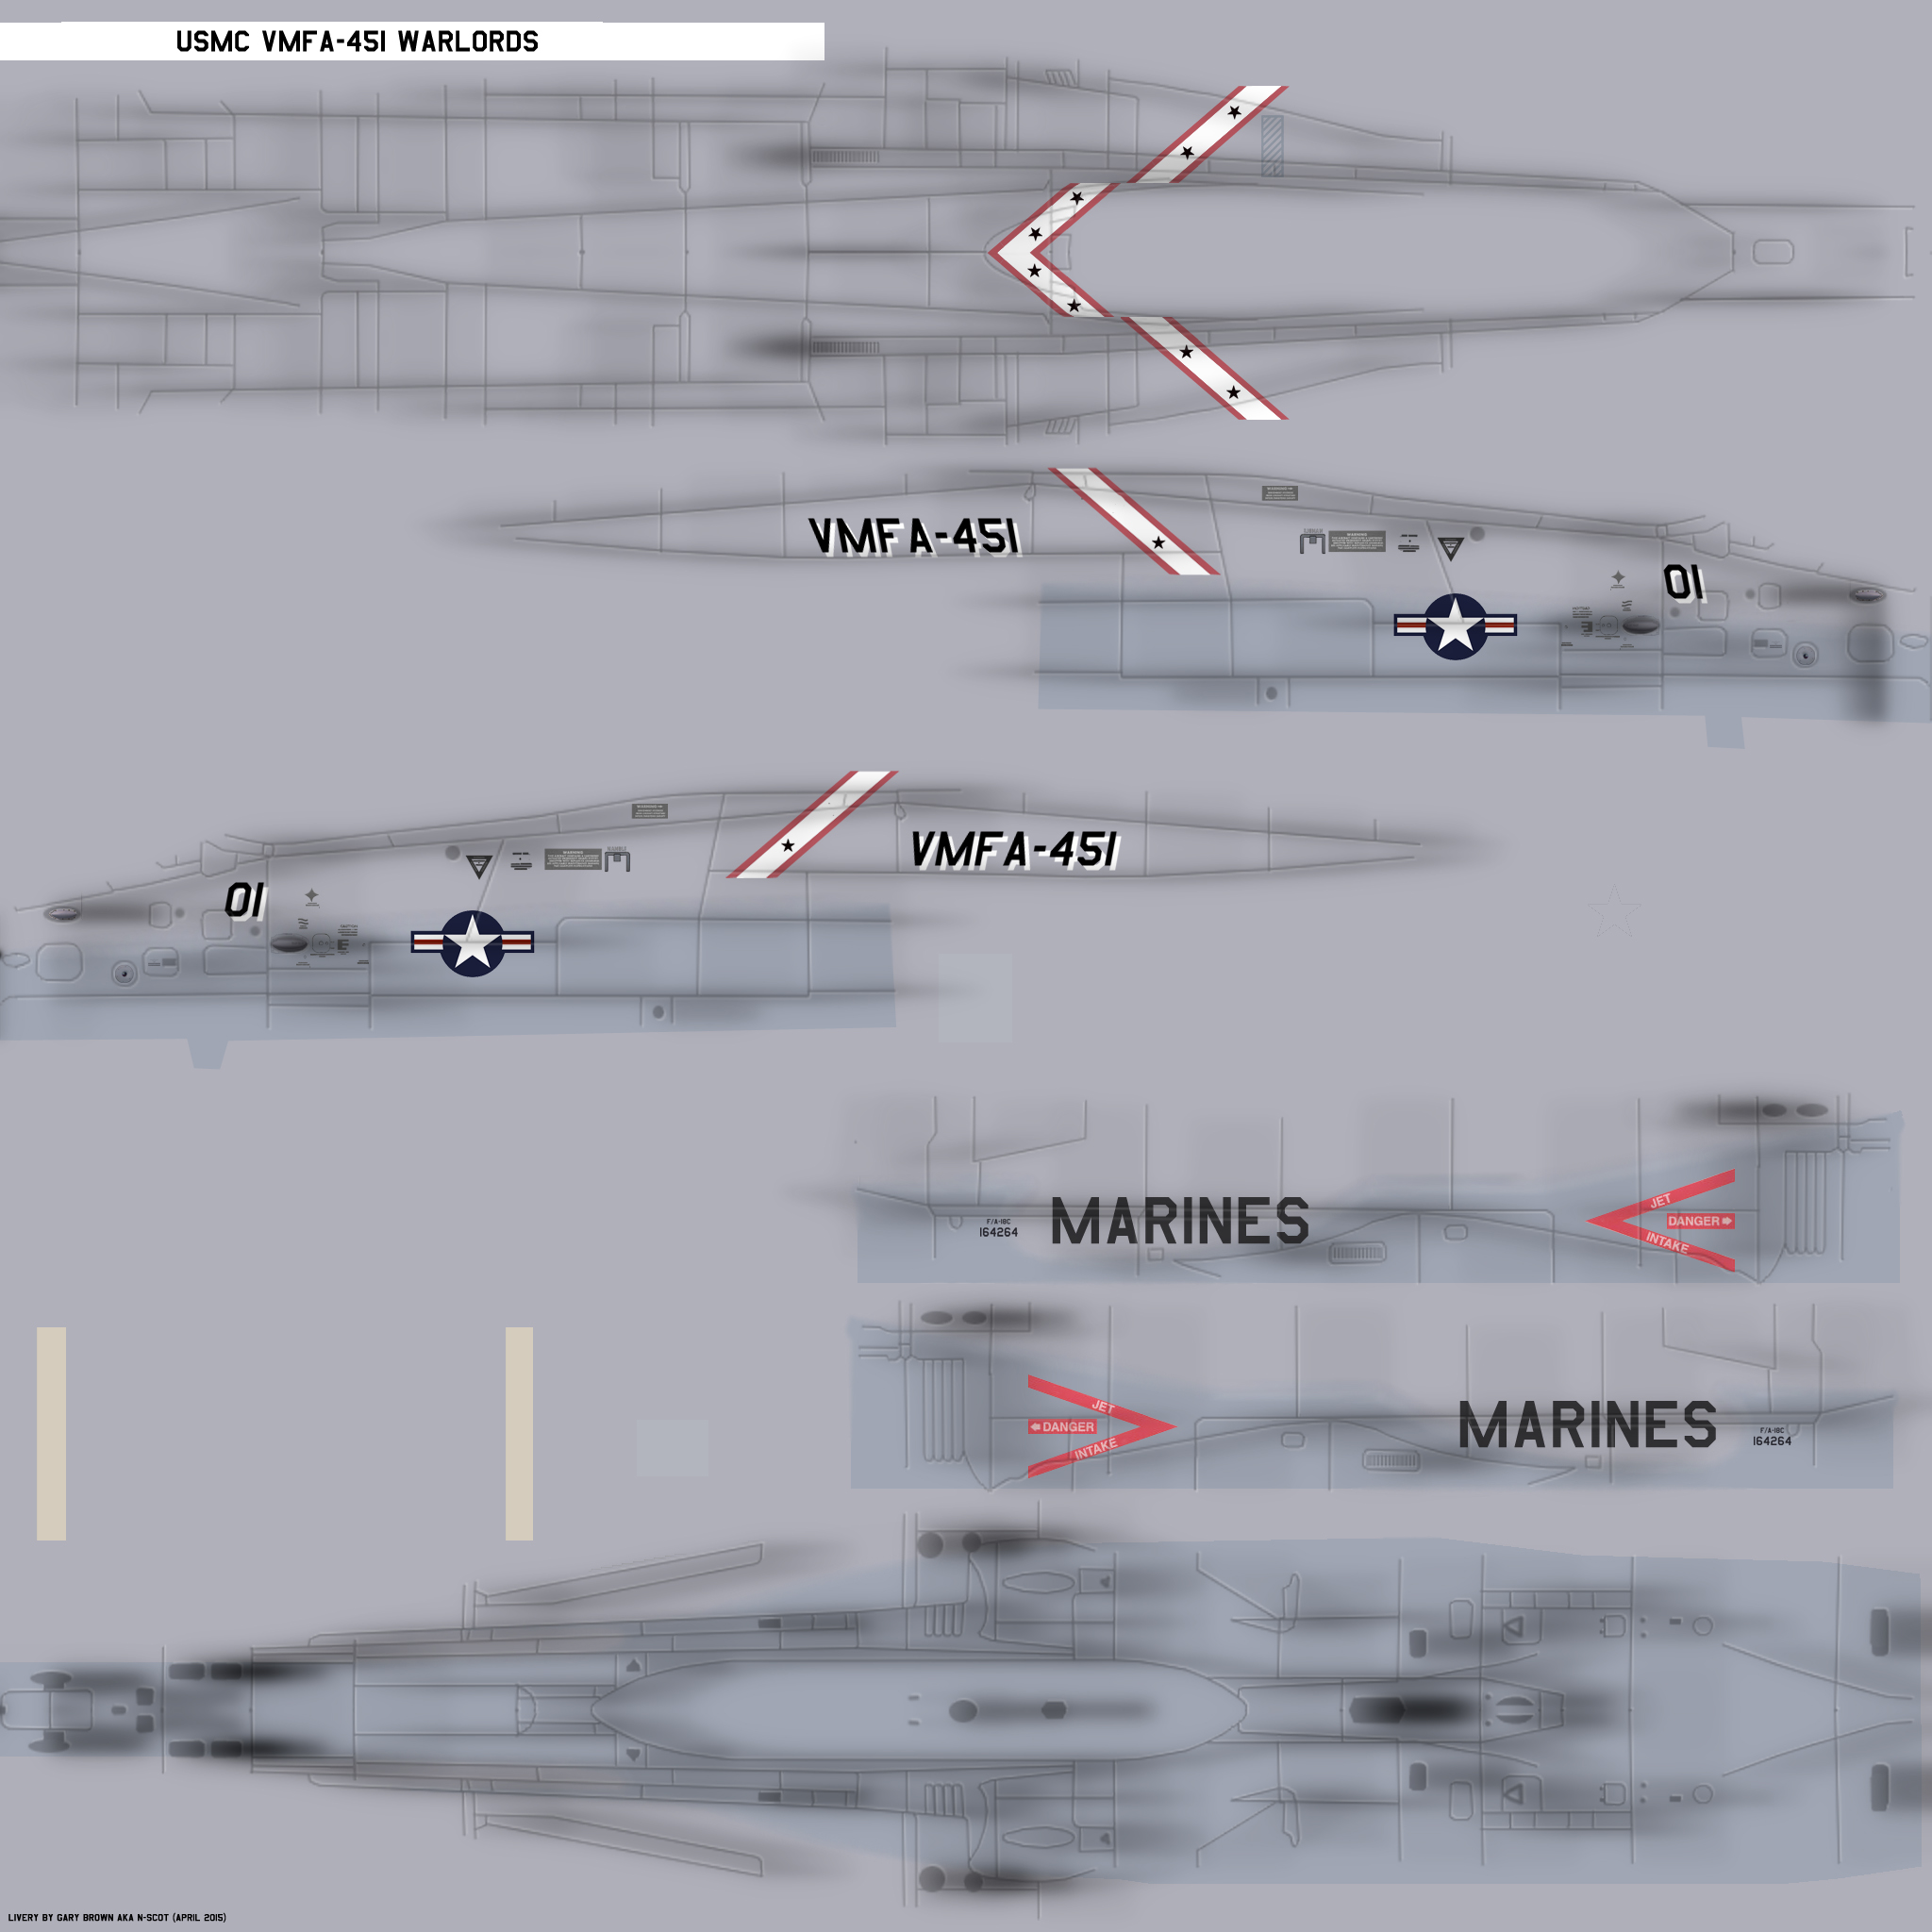 USMC VMFA-451 WARLORDS
VMFA-451
01
VMFA-451
01
F/A-18C
164264
MARINES
JET
DANGER
INTAKE
JET
DANGER
INTAKE
MARINES
F/A-18C
164264
LIVERY BY GARY BROWN AKA N-SCOT (APRIL 2015)